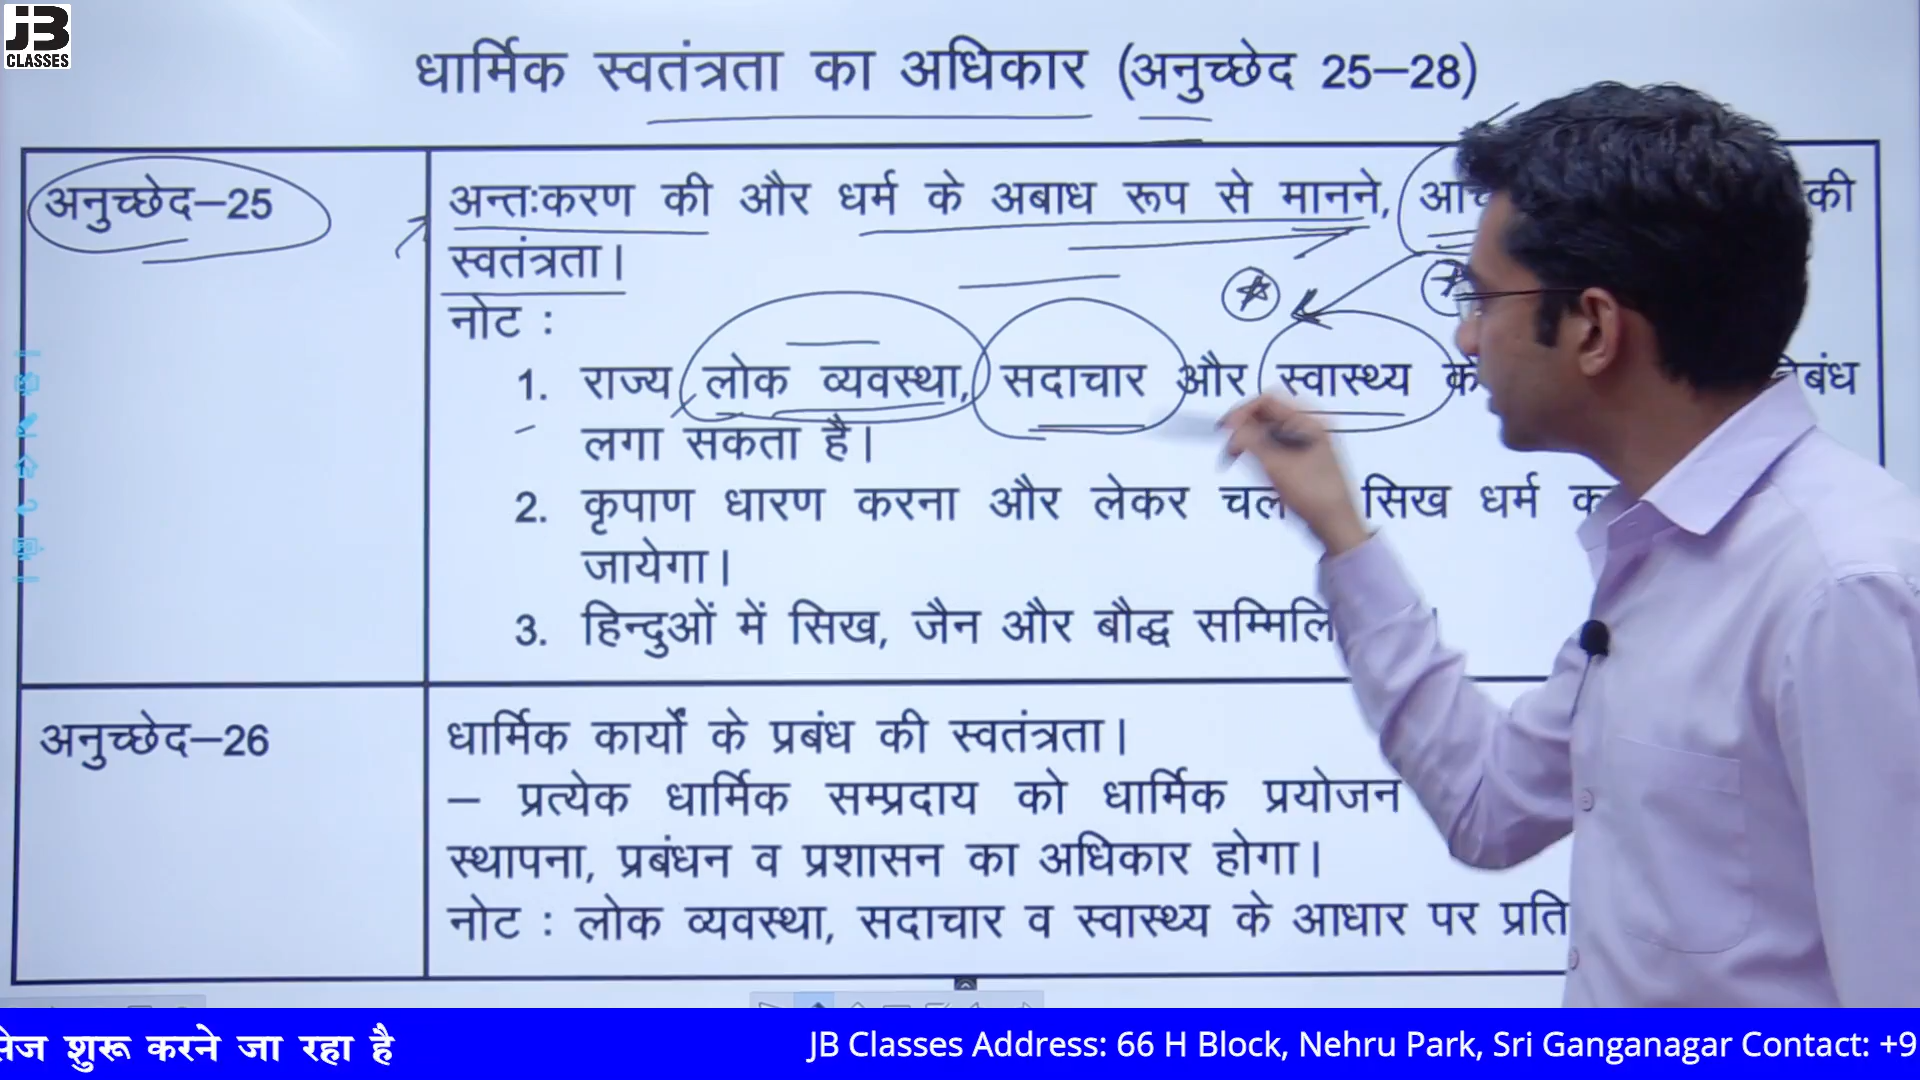 JB
CLASSES
धार्मिक स्वतंत्रता का अधिकार (अनुच्छेद 25–28)
अनुच्छेद–25
अन्तःकरण की और धर्म के अबाध रूप से मानने, की
स्वतंत्रता।
नोट :
1. राज्य लोक व्यवस्था, सदाचार और स्वास्थ्य
लगा सकता है।
2. कृपाण धारण करना और लेकर सिख धर्म
जायेगा।
3. हिन्दुओं में सिख, जैन और बौद्ध
अनुच्छेद–26
धार्मिक कार्यों के प्रबंध की स्वतंत्रता।
– प्रत्येक धार्मिक सम्प्रदाय को धार्मिक प्रयोजन
स्थापना, प्रबंधन व प्रशासन का अधिकार होगा।
नोट : लोक व्यवस्था, सदाचार व स्वास्थ्य के आधार पर
शुरू करने जा रहा है
JB Classes Address: 66 H Block, Nehru Park, Sri Ganganagar Contact: +9